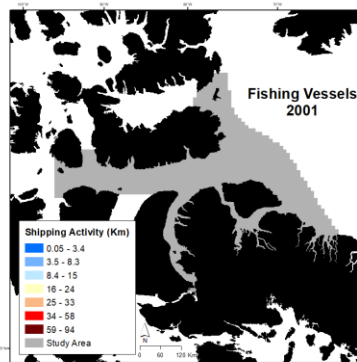 Fishing Vessels
2001
Shipping Activity (Km)
0.05 - 3.4
3.5 - 8.3
8.4 - 15
16 - 24
25 - 33
34 - 58
59 - 94
Study Area
N
0
60
120 Km